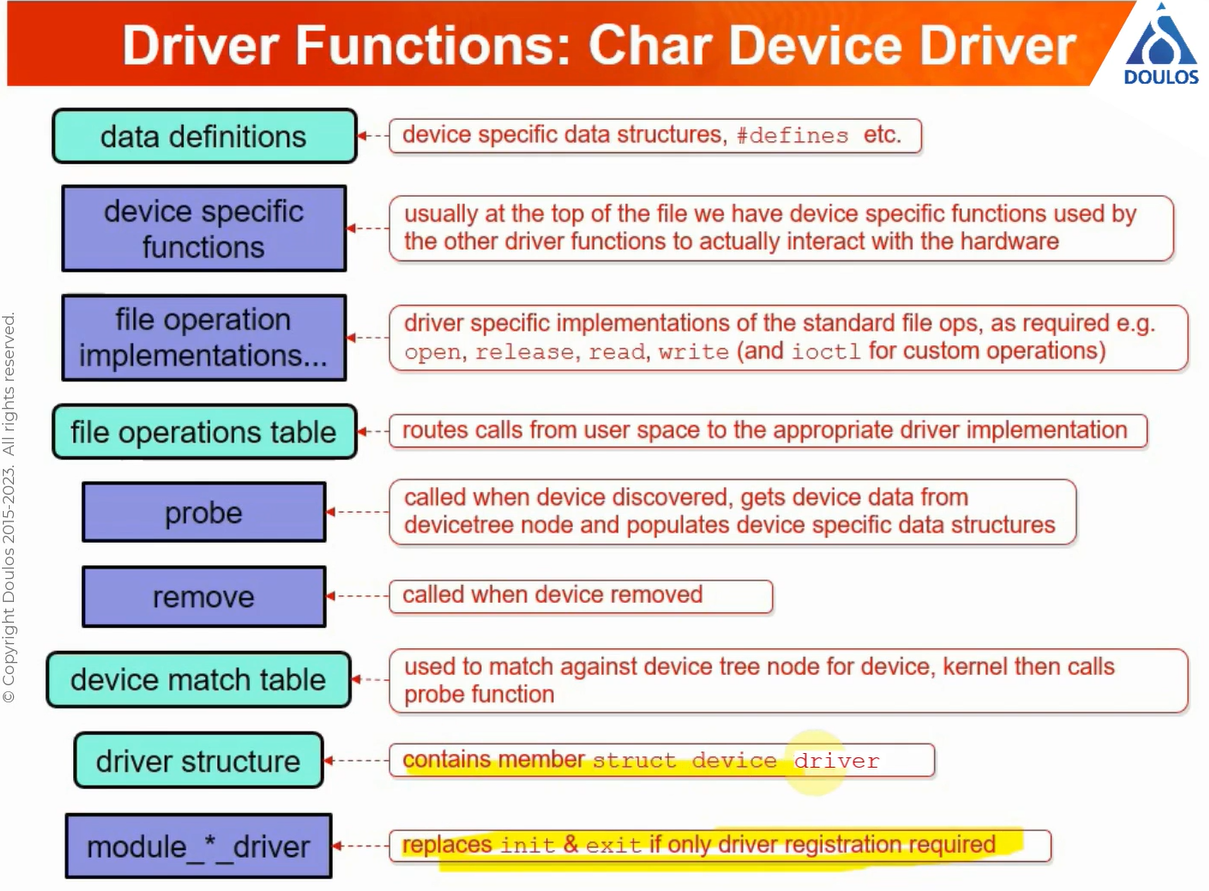 Driver Functions: Char Device Driver
DOULOS
data definitions
device specific data structures, #defines etc.
device specific
functions
usually at the top of the file we have device specific functions used by
the other driver functions to actually interact with the hardware
file operation
implementations...
driver specific implementations of the standard file ops, as required e.g.
open, release, read, write (and ioctl for custom operations)
file operations table
routes calls from user space to the appropriate driver implementation
probe
called when device discovered, gets device data from
devicetree node and populates device specific data structures
remove
called when device removed
device match table
used to match against device tree node for device, kernel then calls
probe function
driver structure
contains member struct device driver
module_*_driver
replaces init & exit if only driver registration required
© Copyright Doulos 2015-2023. All rights reserved.